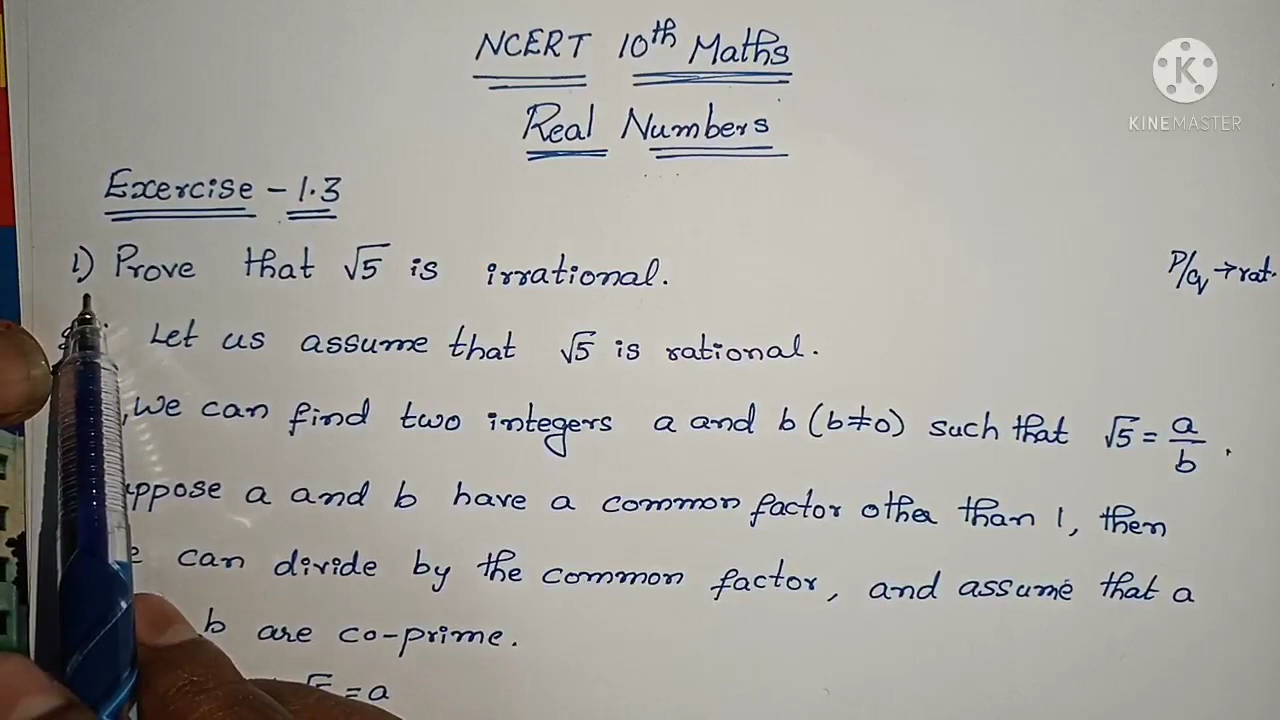 NCERT 10th Maths
K
KINEMASTER
Real Numbers
Exercise - 1.3
1) Prove that √5 is irrational.
P/q → rat.
Let us assume that √5 is rational.
,We can find two integers a and b (b≠0) such that √5 = a/b .
a and b have a common factor othe than 1, then
can divide by the common factor, and assume that a
b are co-prime.
= a